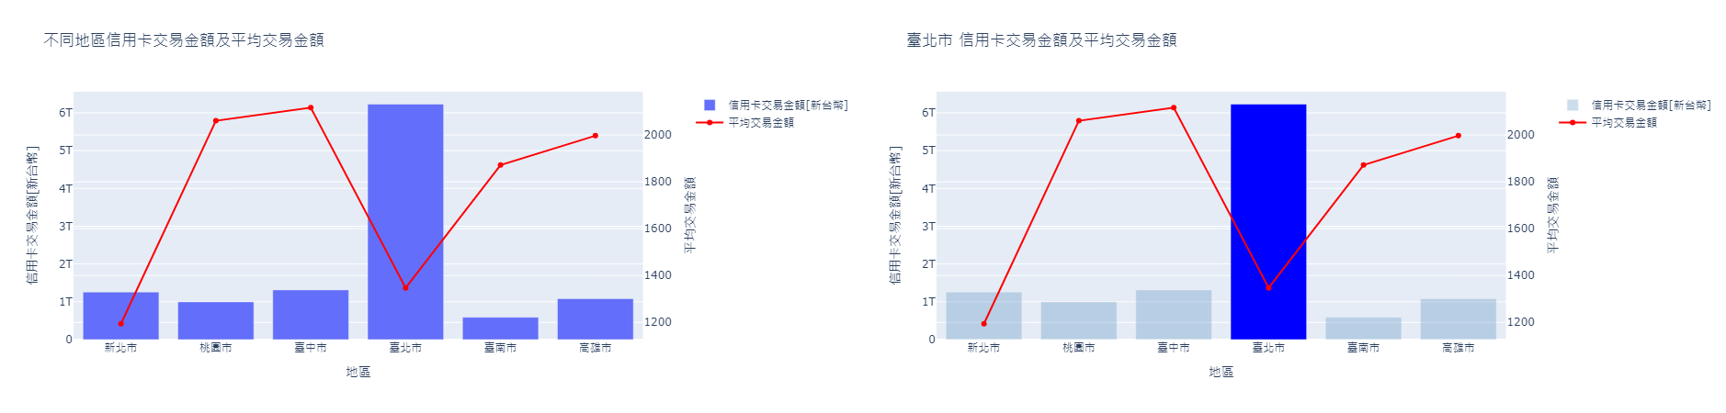 不同地區信用卡交易金額及平均交易金額
信用卡交易金額[新台幣]
平均交易金額
6T
5T
4T
3T
2T
1T
0
信用卡交易金額[新台幣]
2000
1800
1600
1400
1200
平均交易金額
新北市 桃園市 臺中市 臺北市 臺南市 高雄市
地區
臺北市 信用卡交易金額及平均交易金額
信用卡交易金額[新台幣]
平均交易金額
6T
5T
4T
3T
2T
1T
0
信用卡交易金額[新台幣]
2000
1800
1600
1400
1200
平均交易金額
新北市 桃園市 臺中市 臺北市 臺南市 高雄市
地區